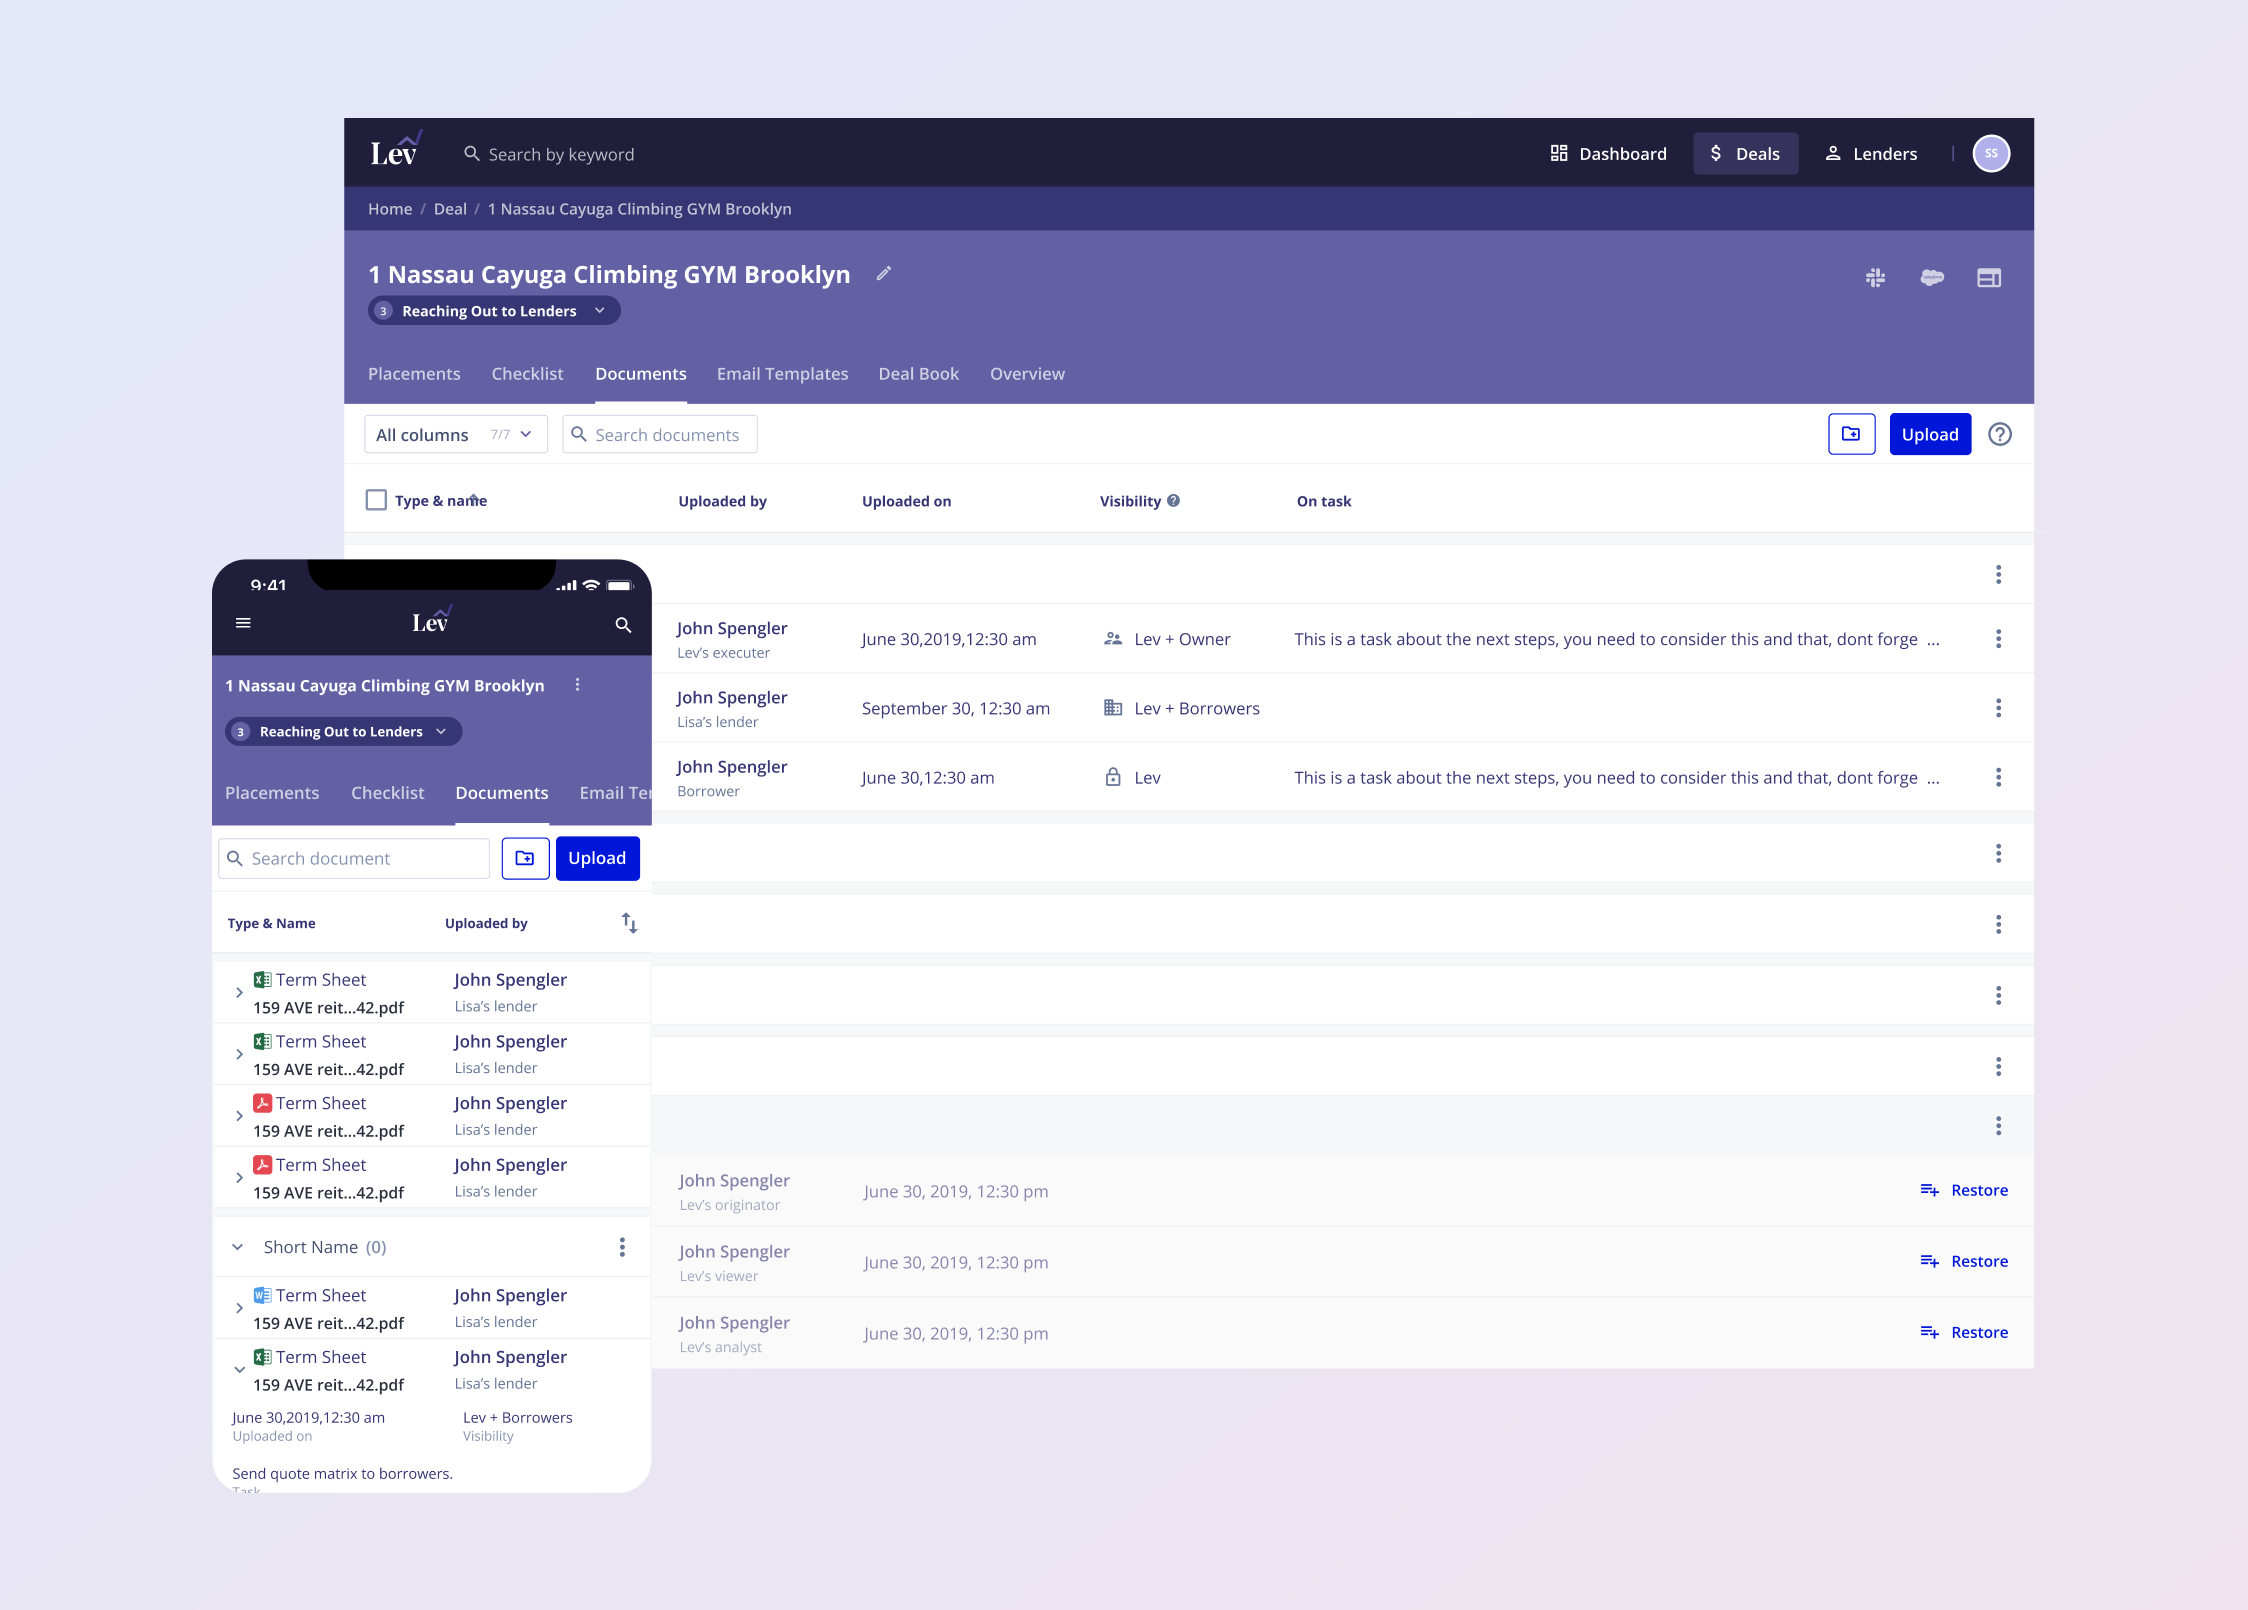 Lev
Search by keyword
Dashboard
$ Deals
Lenders
SS
Home / Deal / 1 Nassau Cayuga Climbing GYM Brooklyn
1 Nassau Cayuga Climbing GYM Brooklyn
3 Reaching Out to Lenders
Placements Checklist Documents Email Templates Deal Book Overview
All columns 7/7
Search documents
Upload
Type & name Uploaded by Uploaded on Visibility On task
John Spengler
Lev's executer
June 30,2019,12:30 am
Lev + Owner
This is a task about the next steps, you need to consider this and that, dont forge ...
John Spengler
Lisa's lender
September 30, 12:30 am
Lev + Borrowers
John Spengler
Borrower
June 30,12:30 am
Lev
This is a task about the next steps, you need to consider this and that, dont forge ...
John Spengler
Lev's originator
June 30, 2019, 12:30 pm
Restore
John Spengler
Lev's viewer
June 30, 2019, 12:30 pm
Restore
John Spengler
Lev's analyst
June 30, 2019, 12:30 pm
Restore
9:41
Lev
1 Nassau Cayuga Climbing GYM Brooklyn
3 Reaching Out to Lenders
Placements Checklist Documents Email Te
Search document
Upload
Type & Name Uploaded by
Term Sheet John Spengler
159 AVE reit...42.pdf Lisa's lender
Term Sheet John Spengler
159 AVE reit...42.pdf Lisa's lender
Term Sheet John Spengler
159 AVE reit...42.pdf Lisa's lender
Term Sheet John Spengler
159 AVE reit...42.pdf Lisa's lender
Short Name (0)
Term Sheet John Spengler
159 AVE reit...42.pdf Lisa's lender
Term Sheet John Spengler
159 AVE reit...42.pdf Lisa's lender
June 30,2019,12:30 am Lev + Borrowers
Uploaded on Visibility
Send quote matrix to borrowers.
Task